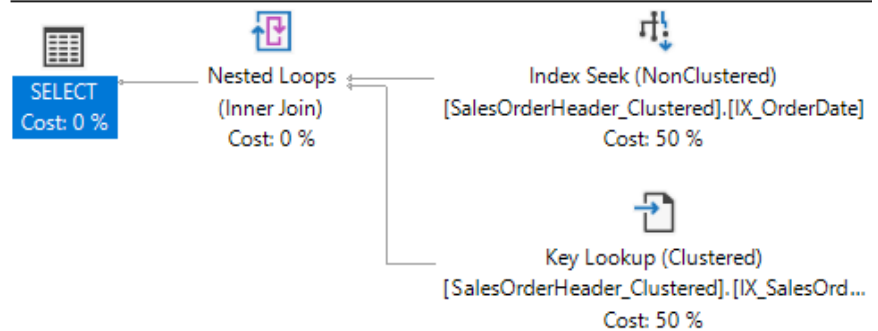 SELECT
Cost: 0 %
Nested Loops
(Inner Join)
Cost: 0 %
Index Seek (NonClustered)
[SalesOrderHeader_Clustered].[IX_OrderDate]
Cost: 50 %
Key Lookup (Clustered)
[SalesOrderHeader_Clustered].[IX_SalesOrd...
Cost: 50 %